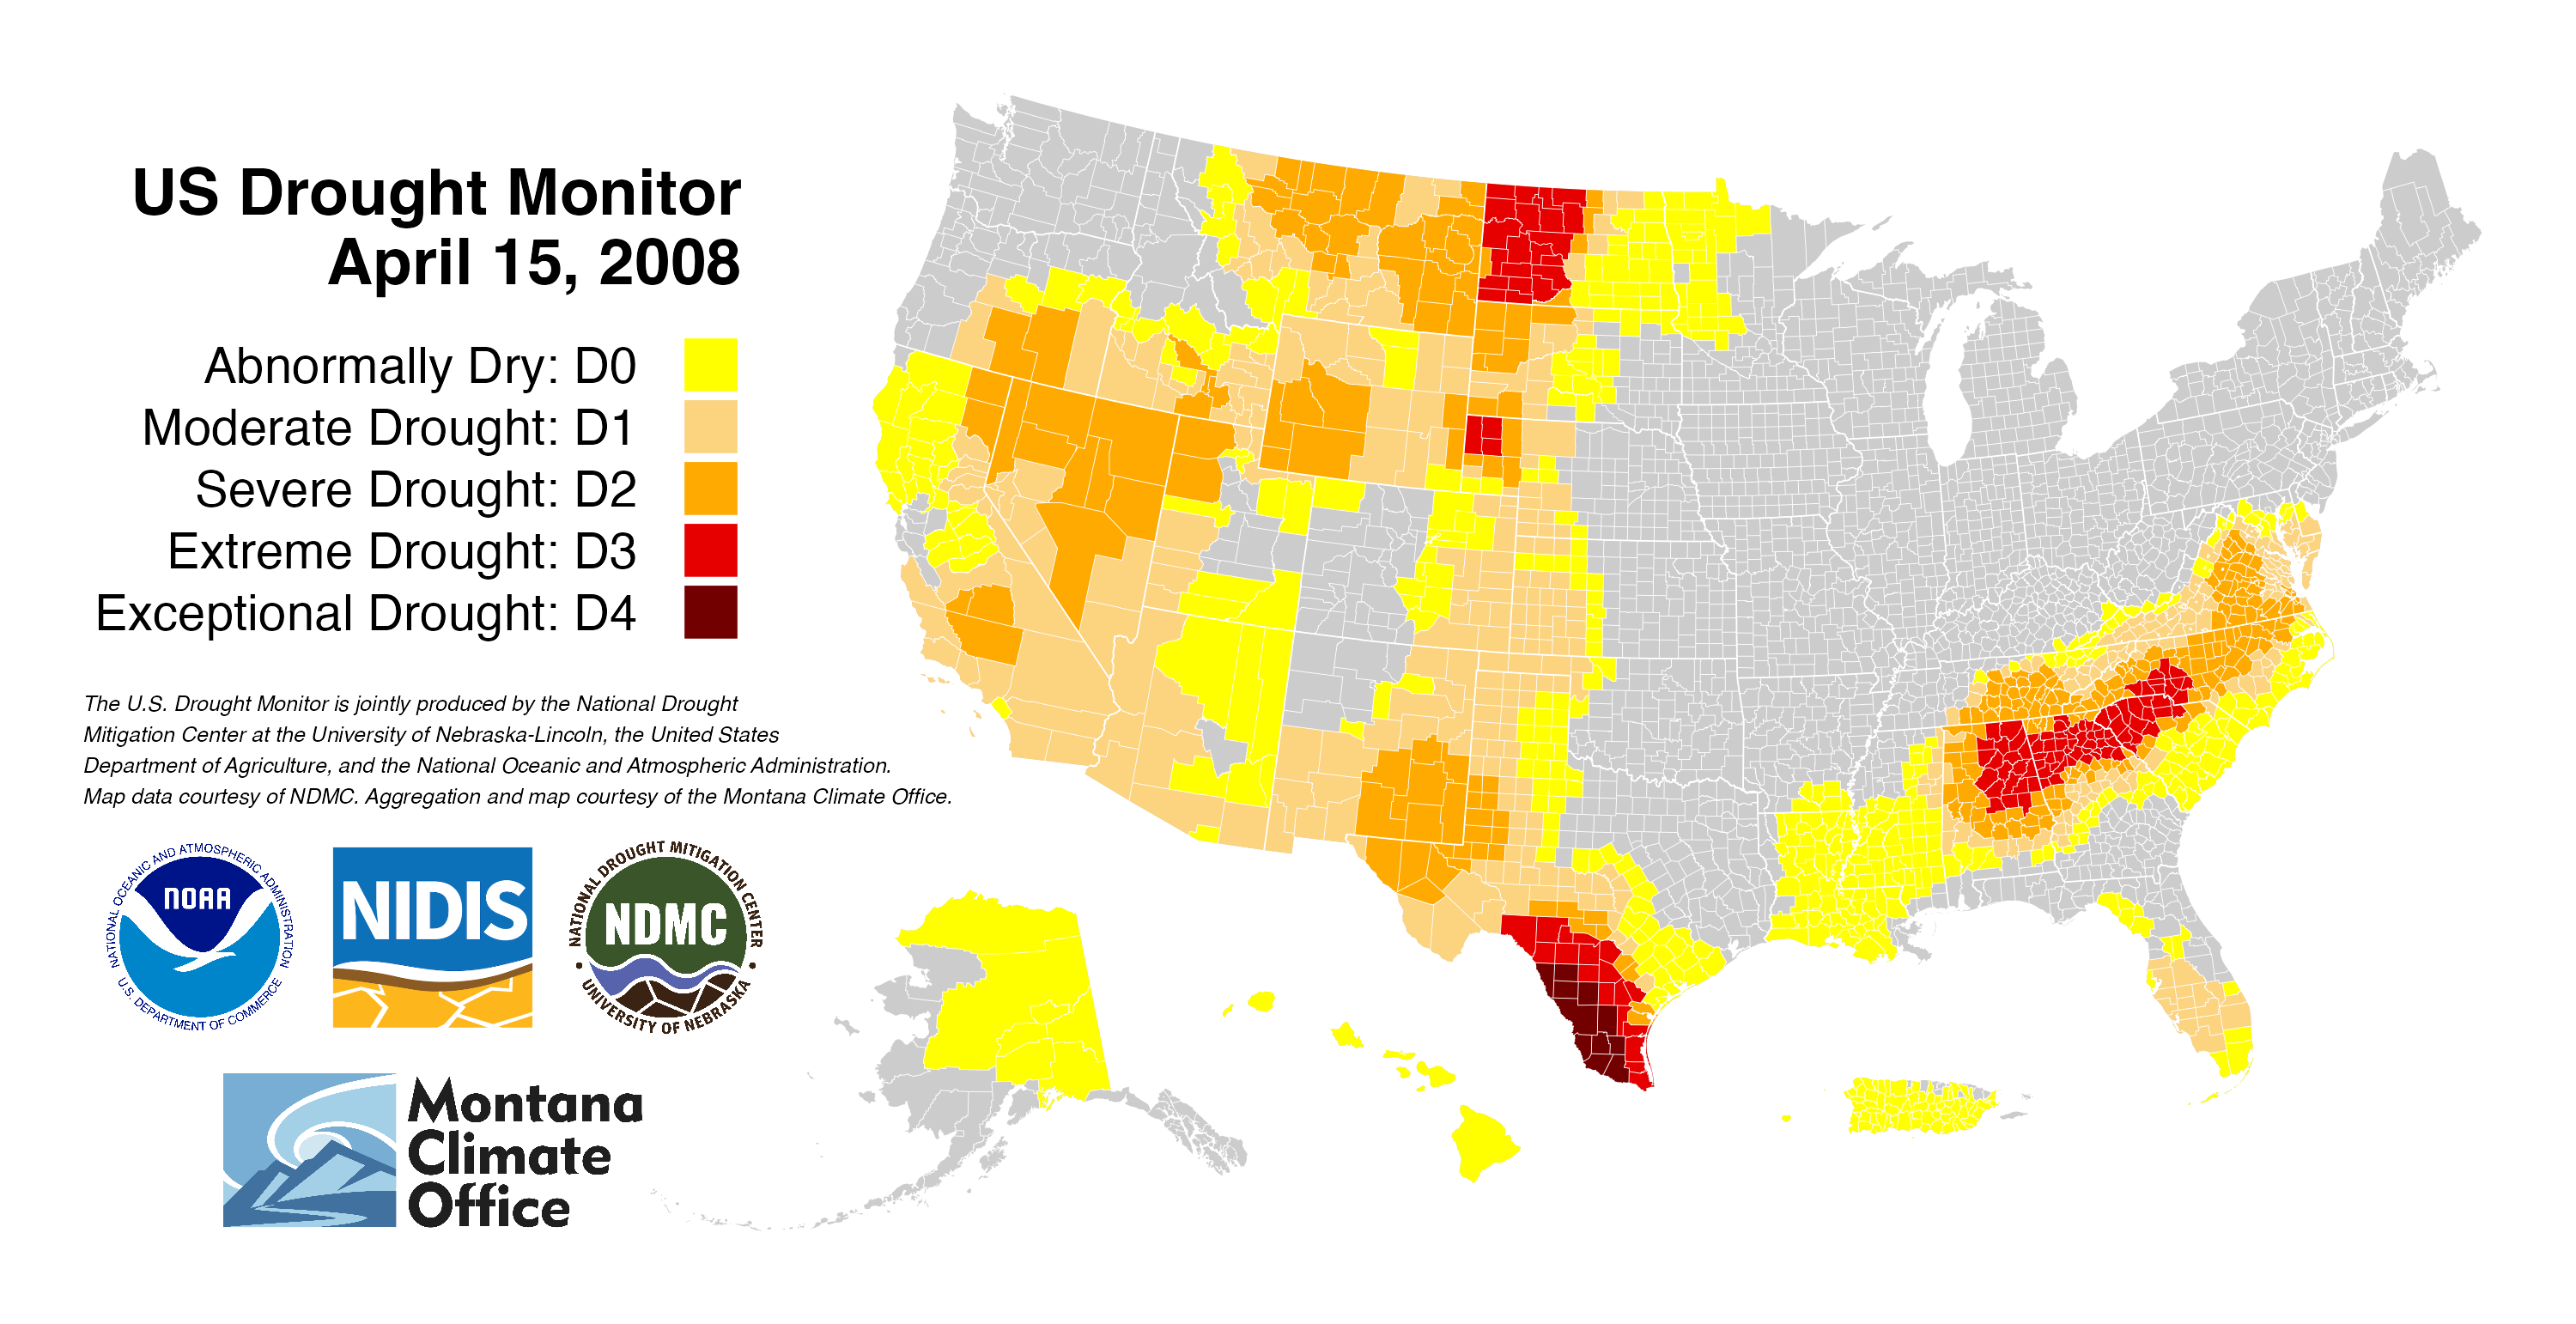 US Drought Monitor
April 15, 2008
Abnormally Dry: D0
Moderate Drought: D1
Severe Drought: D2
Extreme Drought: D3
Exceptional Drought: D4
The U.S. Drought Monitor is jointly produced by the National Drought
Mitigation Center at the University of Nebraska-Lincoln, the United States
Department of Agriculture, and the National Oceanic and Atmospheric Administration.
Map data courtesy of NDMC. Aggregation and map courtesy of the Montana Climate Office.
NATIONAL OCEANIC AND ATMOSPHERIC ADMINISTRATION
NOAA
U.S. DEPARTMENT OF COMMERCE
NIDIS
NATIONAL DROUGHT MITIGATION CENTER
NDMC
UNIVERSITY OF NEBRASKA
Montana
Climate
Office